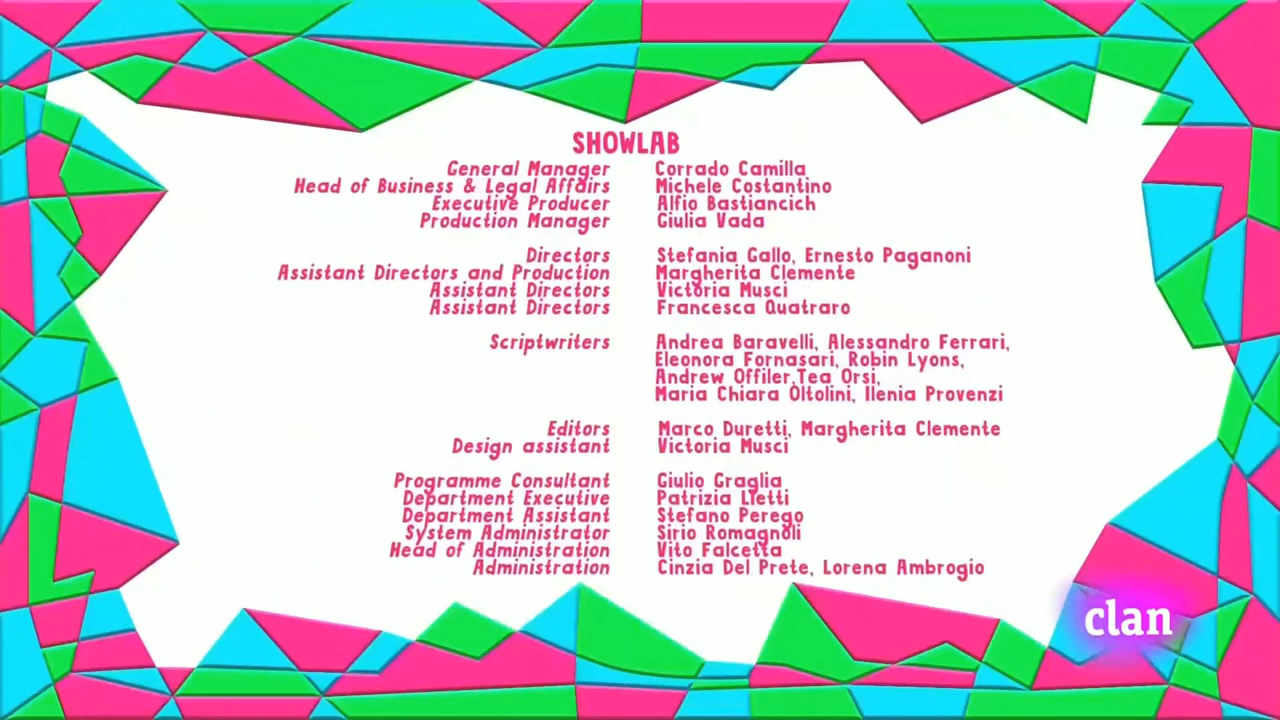 SHOWLAB
General Manager Corrado Camilla
Head of Business & Legal Affairs Michele Costantino
Executive Producer Alfio Bastiancich
Production Manager Giulia Vada
Directors Stefania Gallo, Ernesto Paganoni
Assistant Directors and Production Margherita Clemente
Assistant Directors Victoria Musci
Assistant Directors Francesca Quatraro
Scriptwriters Andrea Baravelli, Alessandro Ferrari,
Eleonora Fornasari, Robin Lyons,
Andrew Offiler,Tea Orsi,
Maria Chiara Oltolini, Ilenia Provenzi
Editors Marco Duretti, Margherita Clemente
Design assistant Victoria Musci
Programme Consultant Giulio Graglia
Department Executive Patrizia Lietti
Department Assistant Stefano Perego
System Administrator Sirio Romagnoli
Head of Administration Vito Falcetta
Administration Cinzia Del Prete, Lorena Ambrogio
clan